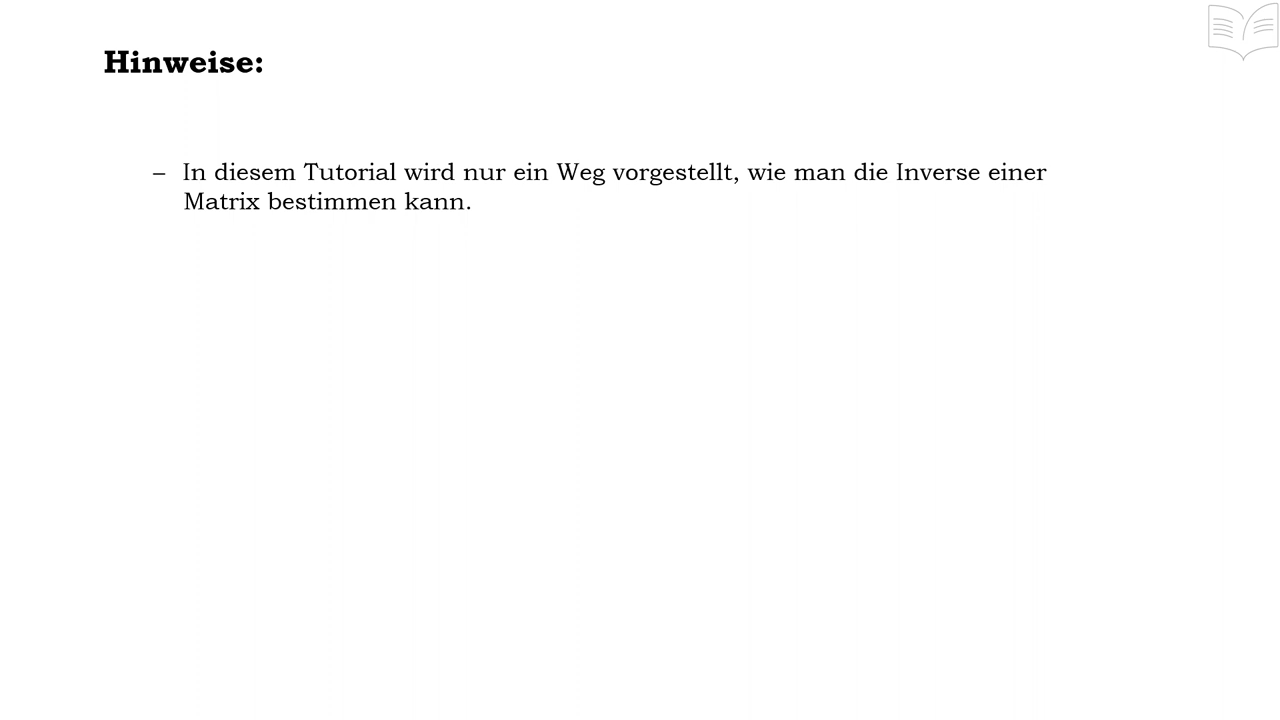 Hinweise:
– In diesem Tutorial wird nur ein Weg vorgestellt, wie man die Inverse einer
Matrix bestimmen kann.